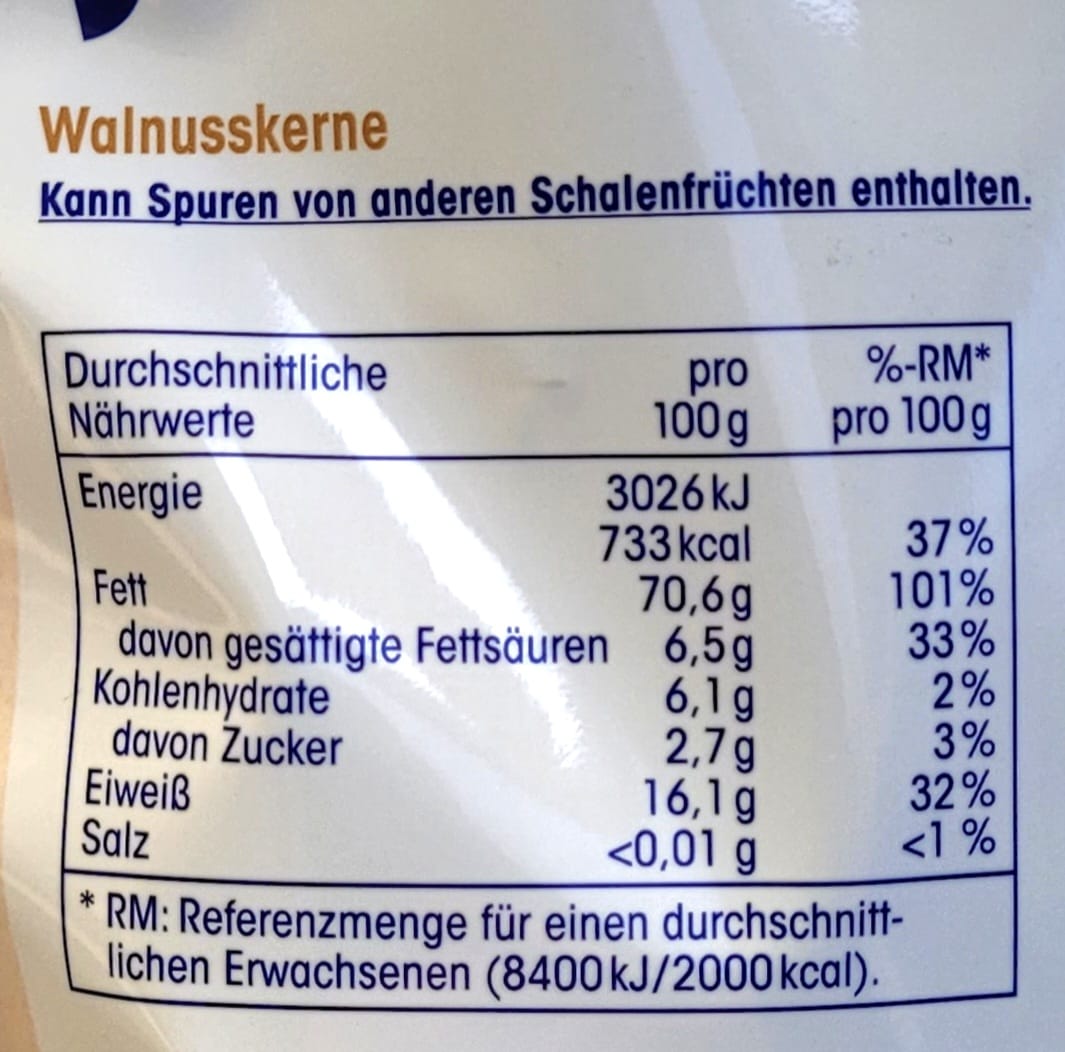 Walnusskerne
Kann Spuren von anderen Schalenfrüchten enthalten.
Durchschnittliche pro %-RM*
Nährwerte 100g pro 100g
Energie 3026kJ
733kcal 37%
Fett 70,6g 101%
davon gesättigte Fettsäuren 6,5g 33%
Kohlenhydrate 6,1g 2%
davon Zucker 2,7g 3%
Eiweiß 16,1g 32%
Salz <0,01 g <1 %
* RM: Referenzmenge für einen durchschnitt-
lichen Erwachsenen (8400kJ/2000kcal).